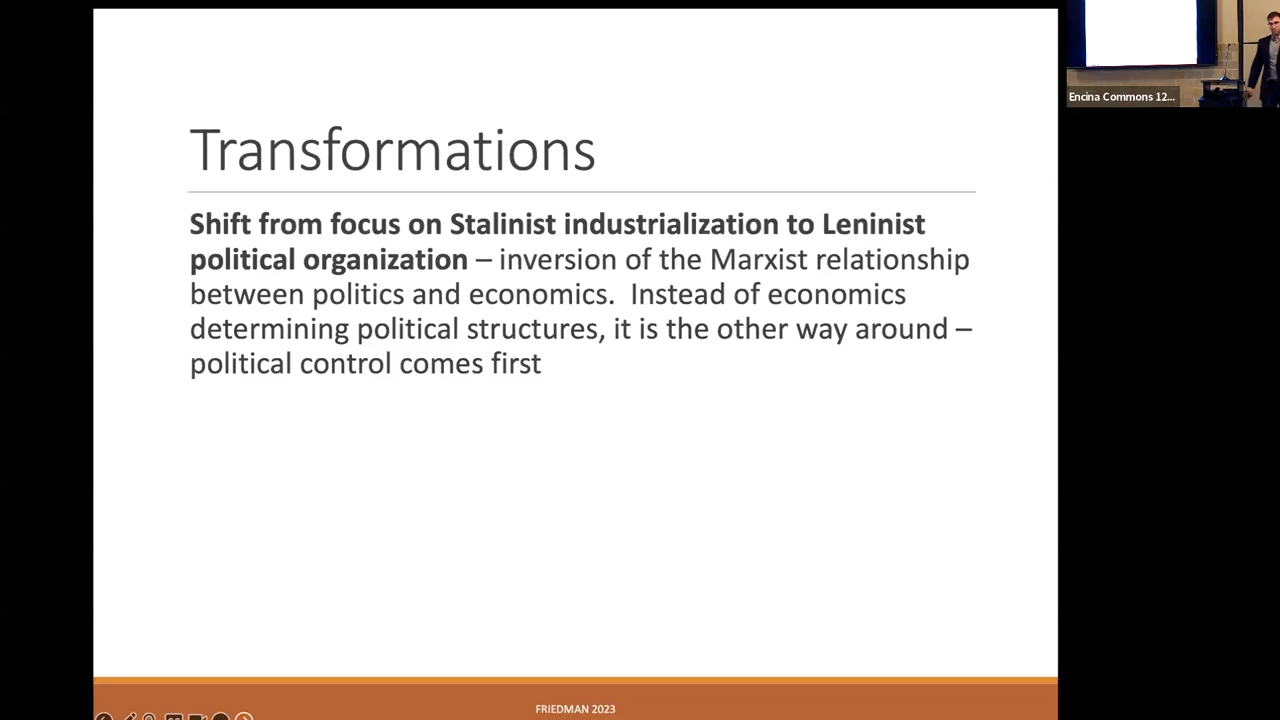 Transformations
Shift from focus on Stalinist industrialization to Leninist
political organization – inversion of the Marxist relationship
between politics and economics.  Instead of economics
determining political structures, it is the other way around –
political control comes first
FRIEDMAN 2023
Encina Commons 12...